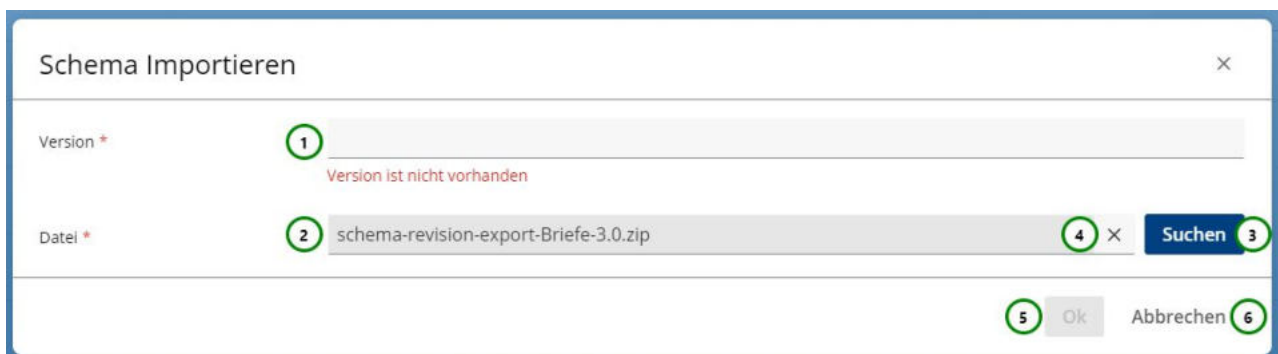 Schema Importieren ×
Version * 1
Version ist nicht vorhanden
Datei * 2 schema-revision-export-Briefe-3.0.zip 4 × Suchen 3
5 Ok Abbrechen 6